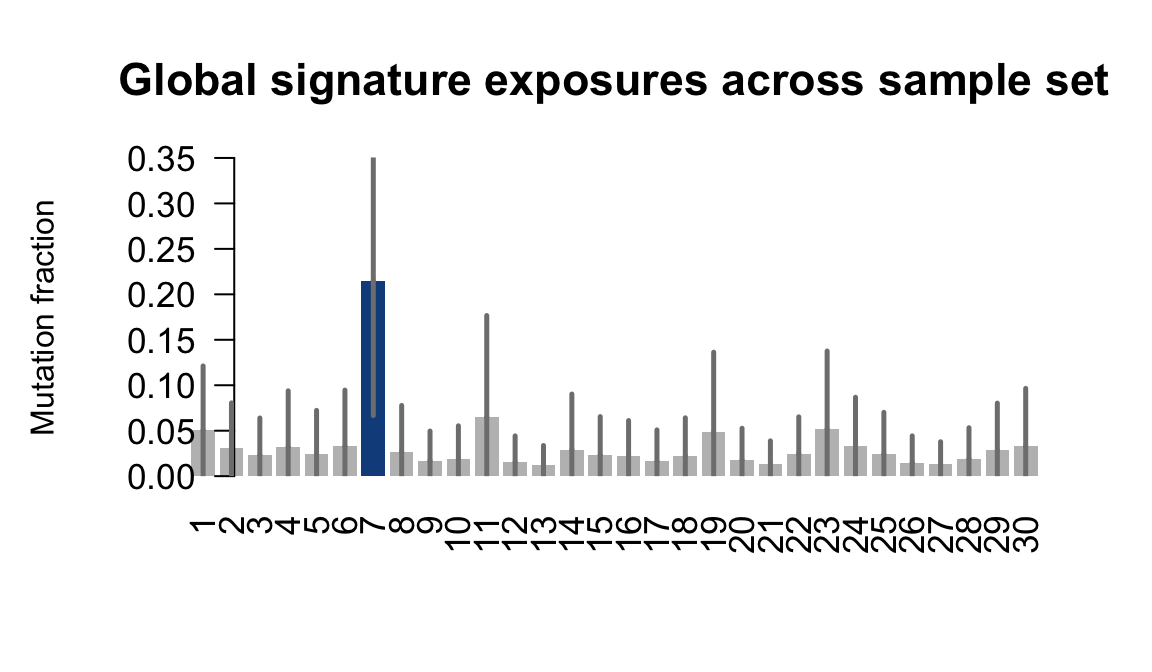 Global signature exposures across sample set
Mutation fraction
0.35
0.30
0.25
0.20
0.15
0.10
0.05
0.00
1 2 3 4 5 6 7 8 9 10 11 12 13 14 15 16 17 18 19 20 21 22 23 24 25 26 27 28 29 30